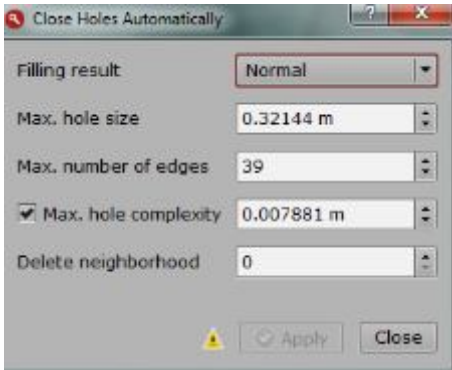 Close Holes Automatically ?
Filling result Normal
Max. hole size 0.32144 m
Max. number of edges 39
Max. hole complexity 0.007881 m
Delete neighborhood 0
Apply Close